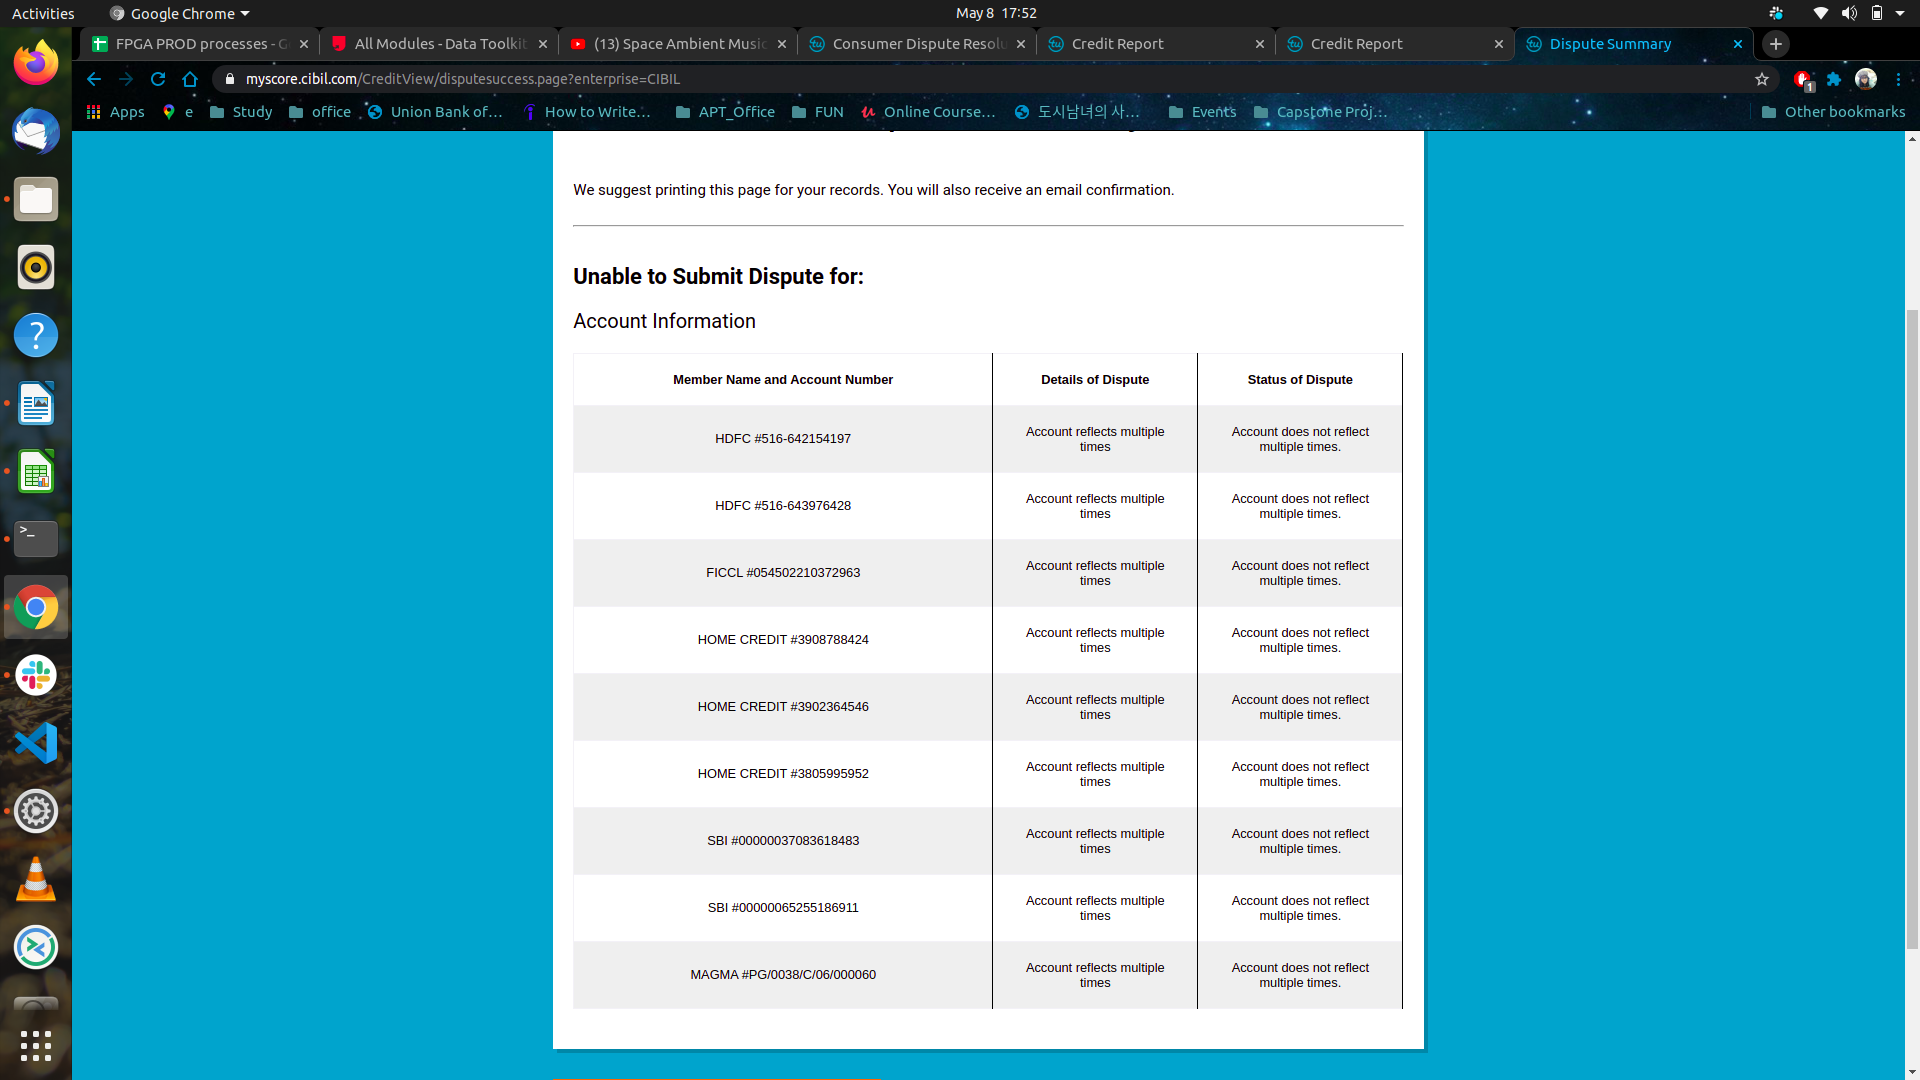 Activities
Google Chrome
May 8 17:52
FPGA PROD processes - G
All Modules - Data Toolkit
(13) Space Ambient Music
Consumer Dispute Resolu
Credit Report
Credit Report
Dispute Summary
myscore.cibil.com/CreditView/disputesuccess.page?enterprise=CIBIL
1
Apps
e
Study
office
Union Bank of…
How to Write…
APT_Office
FUN
Online Course…
도시남녀의 사…
Events
Capstone Proj…
Other bookmarks
We suggest printing this page for your records. You will also receive an email confirmation.
Unable to Submit Dispute for:
Account Information
Member Name and Account Number
Details of Dispute
Status of Dispute
HDFC #516-642154197
Account reflects multiple
times
Account does not reflect
multiple times.
HDFC #516-643976428
Account reflects multiple
times
Account does not reflect
multiple times.
FICCL #054502210372963
Account reflects multiple
times
Account does not reflect
multiple times.
HOME CREDIT #3908788424
Account reflects multiple
times
Account does not reflect
multiple times.
HOME CREDIT #3902364546
Account reflects multiple
times
Account does not reflect
multiple times.
HOME CREDIT #3805995952
Account reflects multiple
times
Account does not reflect
multiple times.
SBI #00000037083618483
Account reflects multiple
times
Account does not reflect
multiple times.
SBI #00000065255186911
Account reflects multiple
times
Account does not reflect
multiple times.
MAGMA #PG/0038/C/06/000060
Account reflects multiple
times
Account does not reflect
multiple times.